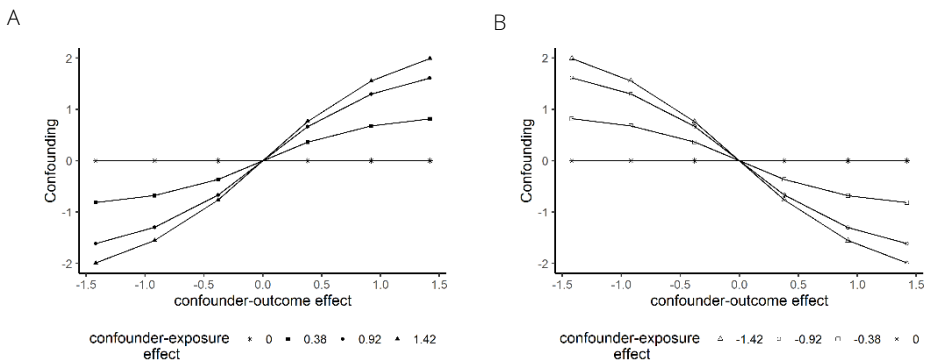 A
B
2
1
0
-1
-2
Confounding
-1.5 -1.0 -0.5 0.0 0.5 1.0 1.5
confounder-outcome effect
confounder-exposure effect 0 0.38 0.92 1.42
2
1
0
-1
-2
Confounding
-1.5 -1.0 -0.5 0.0 0.5 1.0 1.5
confounder-outcome effect
confounder-exposure effect -1.42 -0.92 -0.38 0